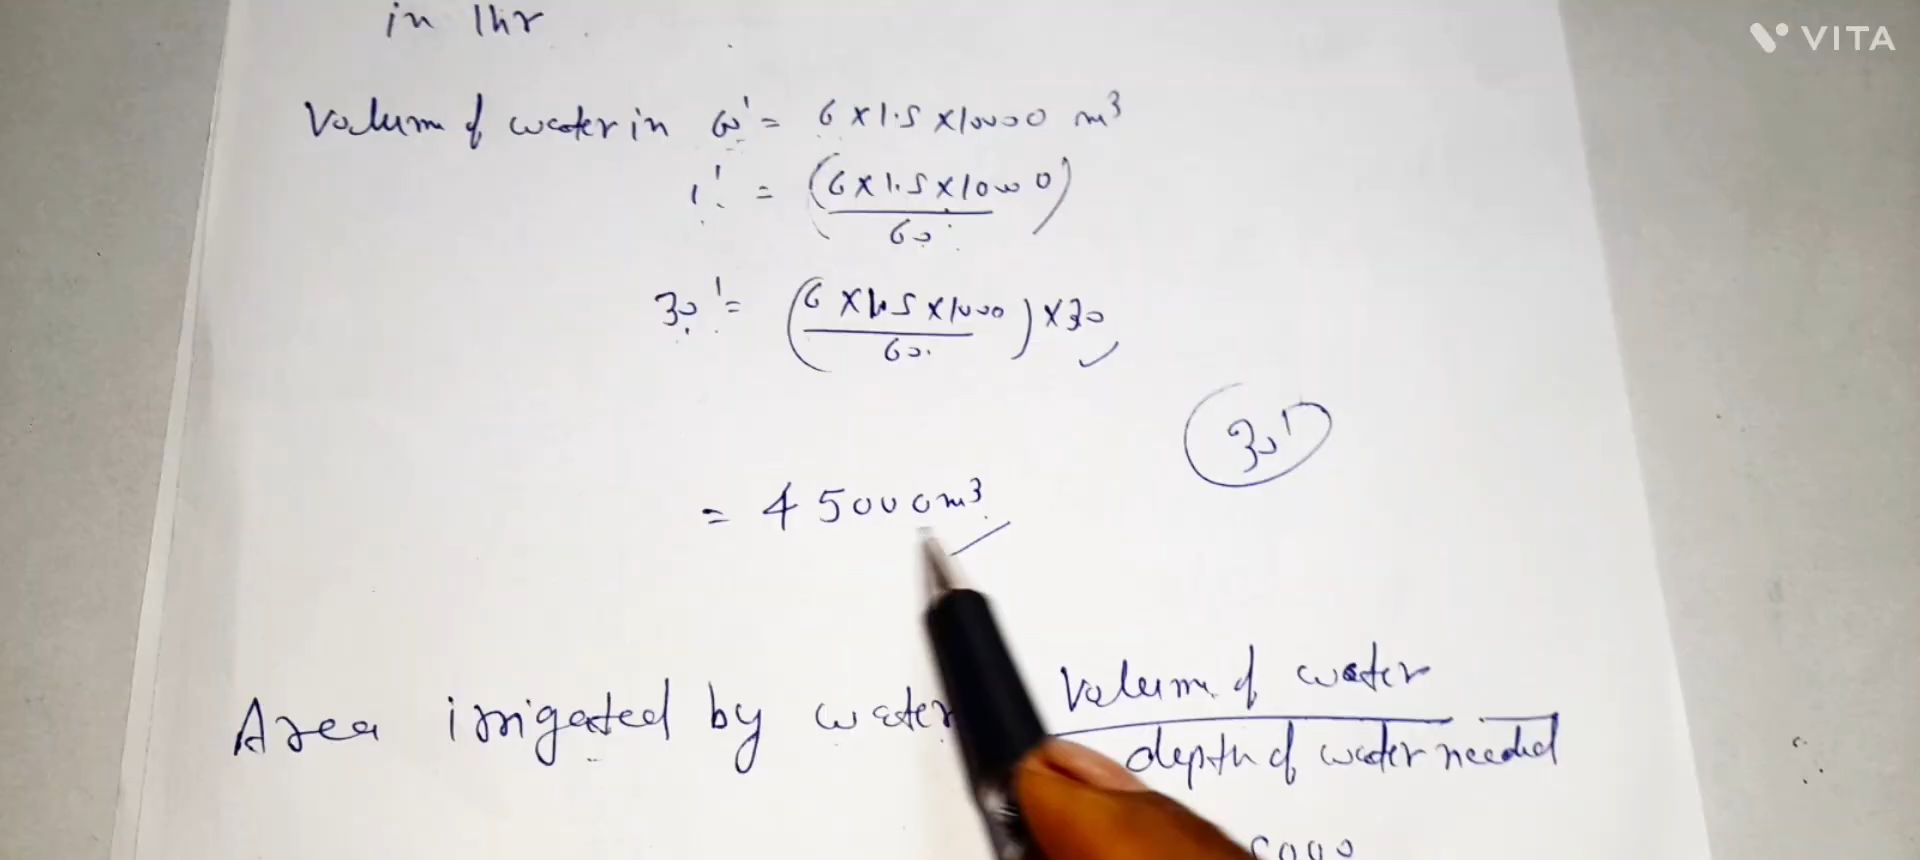 in 1hr
VITA
Volum of water in 60' = 6 x 1.5 x 10000 m³
1' = (6 x 1.5 x 10000 / 60)
30' = (6 x 1.5 x 1000 / 60) x 30
30'
= 45000 m³
Area irrigated by water Volum of water / depth of water needed